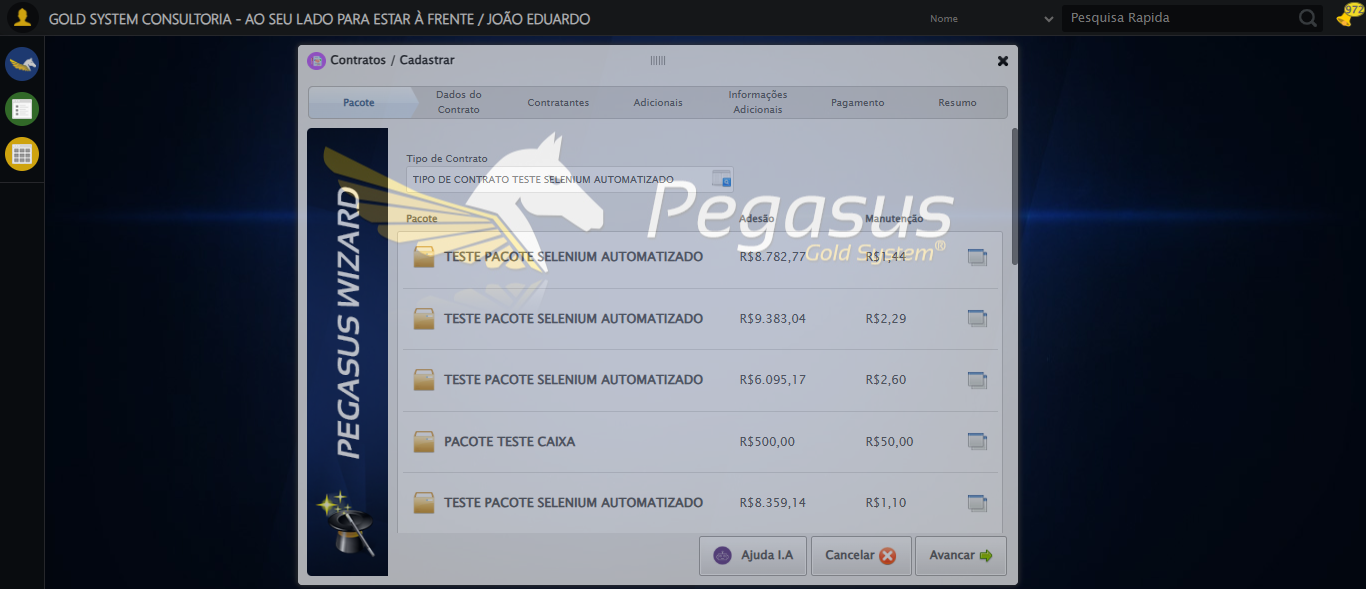 GOLD SYSTEM CONSULTORIA - AO SEU LADO PARA ESTAR À FRENTE / JOÃO EDUARDO
Nome
Pesquisa Rapida
972
Contratos / Cadastrar
Pacote
Dados do
Contrato
Contratantes
Adicionais
Informações
Adicionais
Pagamento
Resumo
PEGASUS WIZARD
Tipo de Contrato
TIPO DE CONTRATO TESTE SELENIUM AUTOMATIZADO
Pegasus
Gold System®
Pacote Adesão Manutenção
TESTE PACOTE SELENIUM AUTOMATIZADO R$8.782,77 R$1,44
TESTE PACOTE SELENIUM AUTOMATIZADO R$9.383,04 R$2,29
TESTE PACOTE SELENIUM AUTOMATIZADO R$6.095,17 R$2,60
PACOTE TESTE CAIXA R$500,00 R$50,00
TESTE PACOTE SELENIUM AUTOMATIZADO R$8.359,14 R$1,10
Ajuda I.A
Cancelar
Avancar